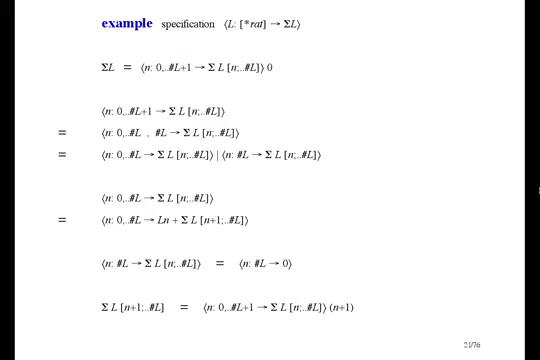 example specification ⟨L: [*rat] → ΣL⟩
ΣL = ⟨n: 0,..#L+1 → Σ L [n;..#L]⟩ 0
⟨n: 0,..#L+1 → Σ L [n;..#L]⟩
= ⟨n: 0,..#L , #L → Σ L [n;..#L]⟩
= ⟨n: 0,..#L → Σ L [n;..#L]⟩ | ⟨n: #L → Σ L [n;..#L]⟩
⟨n: 0,..#L → Σ L [n;..#L]⟩
= ⟨n: 0,..#L → Ln + Σ L [n+1;..#L]⟩
⟨n: #L → Σ L [n;..#L]⟩ = ⟨n: #L → 0⟩
Σ L [n+1;..#L] = ⟨n: 0,..#L+1 → Σ L [n;..#L]⟩ (n+1)
21/76